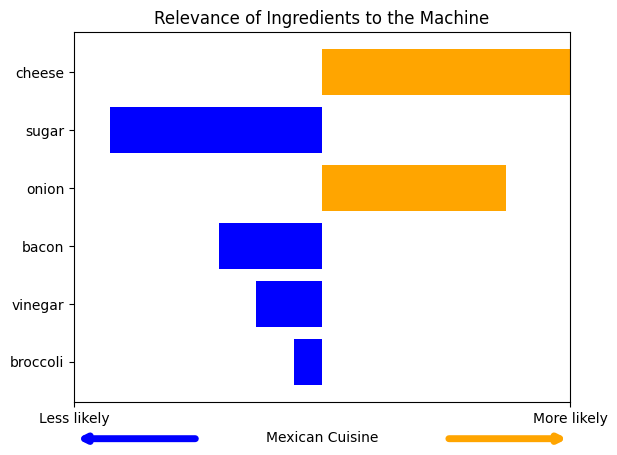 Relevance of Ingredients to the Machine
cheese
sugar
onion
bacon
vinegar
broccoli
Less likely
More likely
Mexican Cuisine